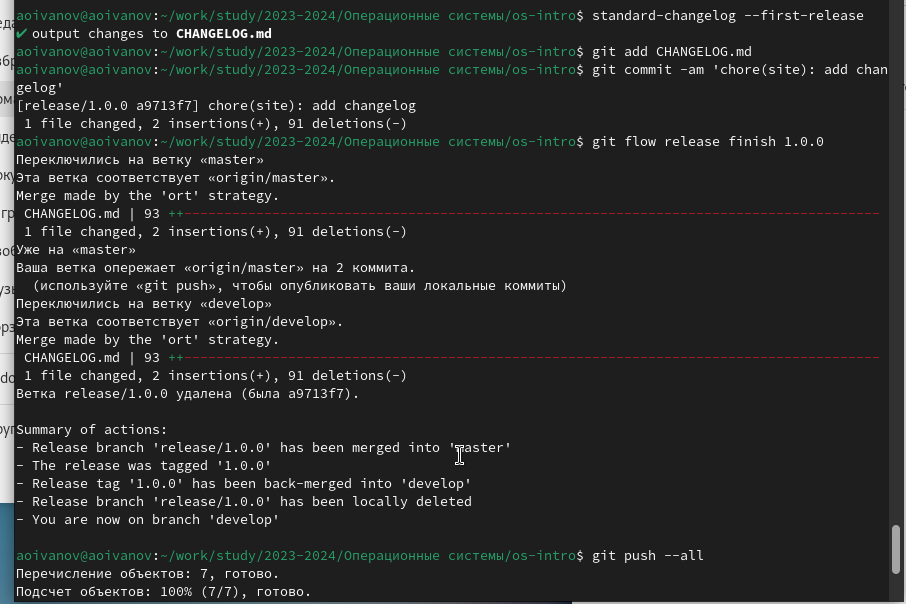 aoivanov@aoivanov:~/work/study/2023-2024/Операционные системы/os-intro$ standard-changelog --first-release
✔ output changes to CHANGELOG.md
aoivanov@aoivanov:~/work/study/2023-2024/Операционные системы/os-intro$ git add CHANGELOG.md
aoivanov@aoivanov:~/work/study/2023-2024/Операционные системы/os-intro$ git commit -am 'chore(site): add chan
gelog'
[release/1.0.0 a9713f7] chore(site): add changelog
 1 file changed, 2 insertions(+), 91 deletions(-)
aoivanov@aoivanov:~/work/study/2023-2024/Операционные системы/os-intro$ git flow release finish 1.0.0
Переключились на ветку «master»
Эта ветка соответствует «origin/master».
Merge made by the 'ort' strategy.
 CHANGELOG.md | 93 ++-------------------------------------------------------------------------------------------
 1 file changed, 2 insertions(+), 91 deletions(-)
Уже на «master»
Ваша ветка опережает «origin/master» на 2 коммита.
  (используйте «git push», чтобы опубликовать ваши локальные коммиты)
Переключились на ветку «develop»
Эта ветка соответствует «origin/develop».
Merge made by the 'ort' strategy.
 CHANGELOG.md | 93 ++-------------------------------------------------------------------------------------------
 1 file changed, 2 insertions(+), 91 deletions(-)
Ветка release/1.0.0 удалена (была a9713f7).
Summary of actions:
- Release branch 'release/1.0.0' has been merged into 'master'
- The release was tagged '1.0.0'
- Release tag '1.0.0' has been back-merged into 'develop'
- Release branch 'release/1.0.0' has been locally deleted
- You are now on branch 'develop'
aoivanov@aoivanov:~/work/study/2023-2024/Операционные системы/os-intro$ git push --all
Перечисление объектов: 7, готово.
Подсчет объектов: 100% (7/7), готово.